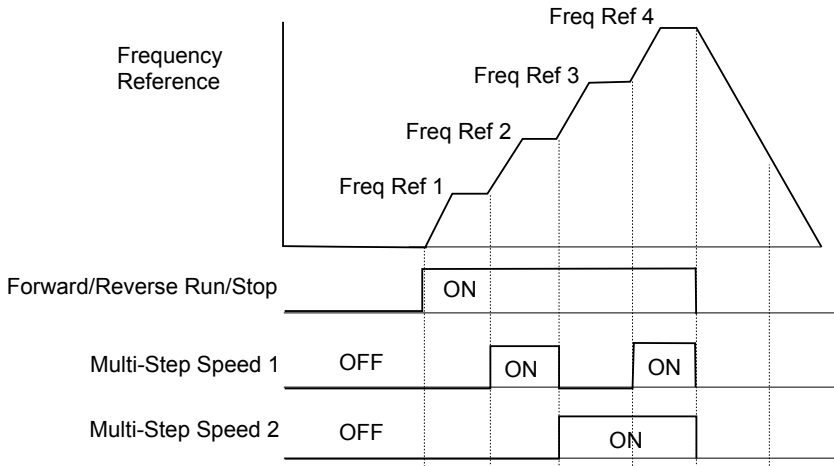 Freq Ref 4
Frequency
Reference
Freq Ref 3
Freq Ref 2
Freq Ref 1
Forward/Reverse Run/Stop
ON
Multi-Step Speed 1
OFF
ON
ON
Multi-Step Speed 2
OFF
ON